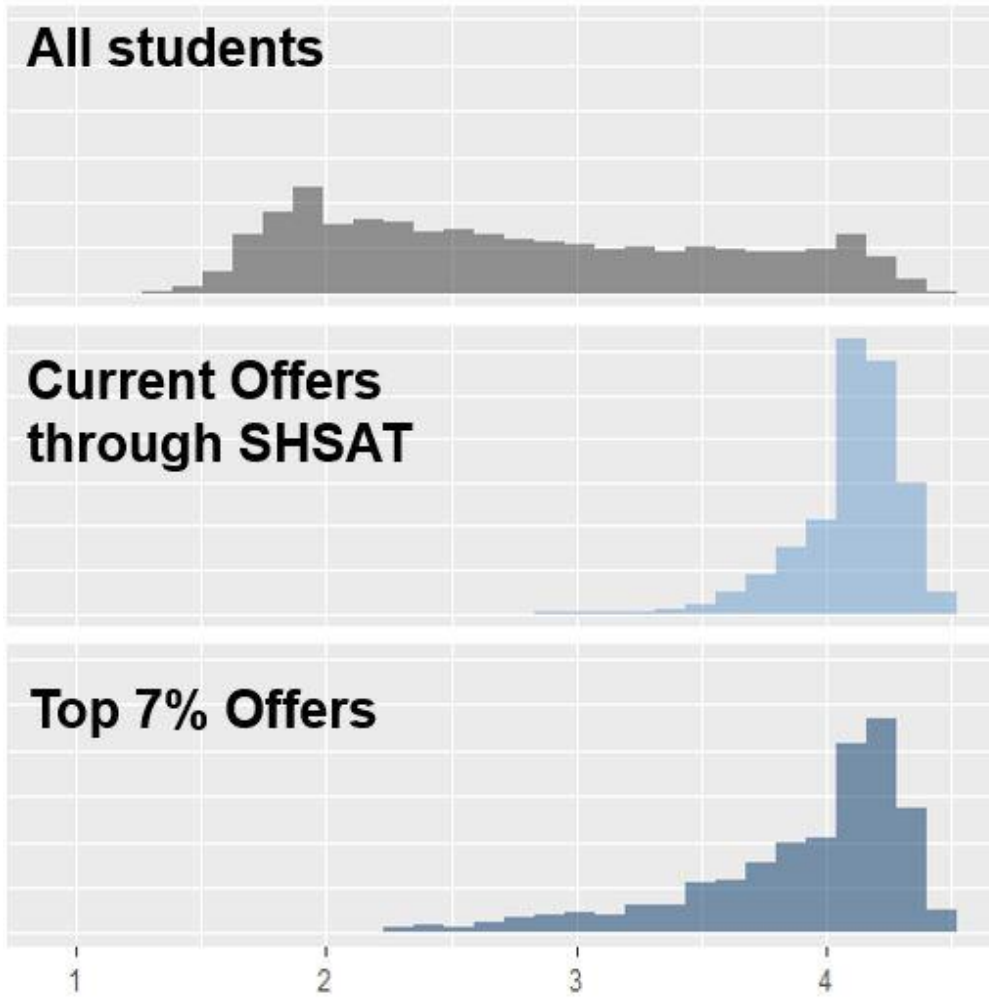 All students
Current Offers
through SHSAT
Top 7% Offers
1 2 3 4